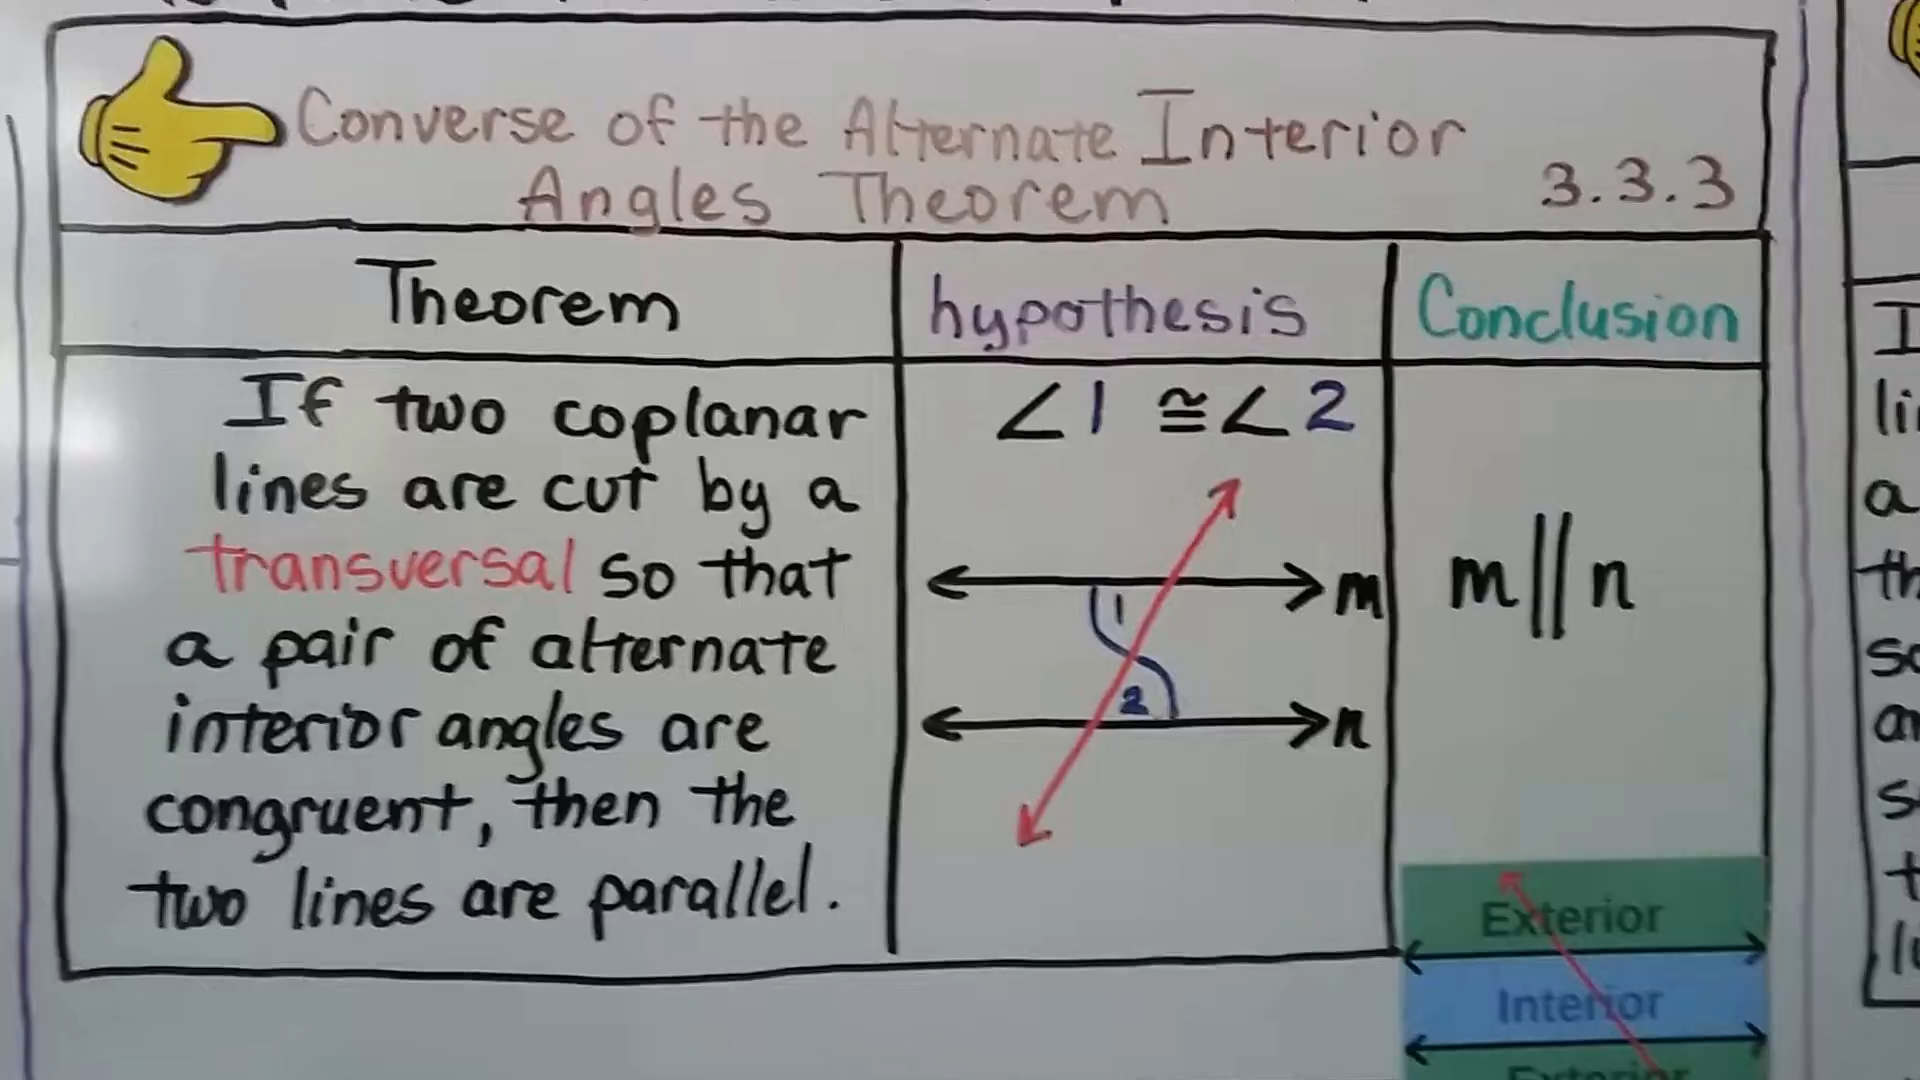 Converse of the Alternate Interior
Angles Theorem 3.3.3
Theorem
hypothesis
Conclusion
If two coplanar
lines are cut by a
transversal so that
a pair of alternate
interior angles are
congruent, then the
two lines are parallel.
∠1 ≅ ∠2
m
1
2
n
m||n
Exterior
Interior
Exterior